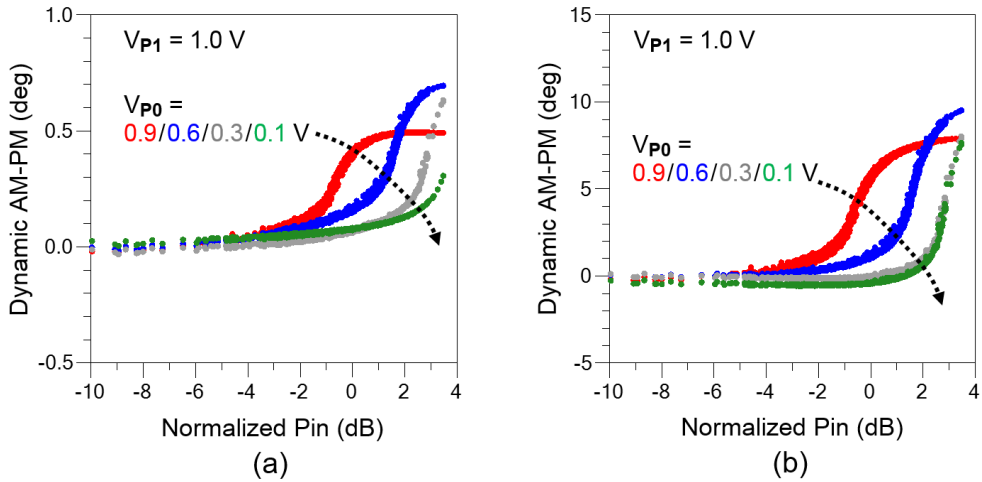 (a)
1.0
0.5
0.0
-0.5
Dynamic AM-PM (deg)
VP1 = 1.0 V
VP0 =
0.9/0.6/0.3/0.1 V
-10 -8 -6 -4 -2 0 2 4
Normalized Pin (dB)
(a)
(b)
15
10
5
0
-5
Dynamic AM-PM (deg)
VP1 = 1.0 V
VP0 =
0.9/0.6/0.3/0.1 V
-10 -8 -6 -4 -2 0 2 4
Normalized Pin (dB)
(b)